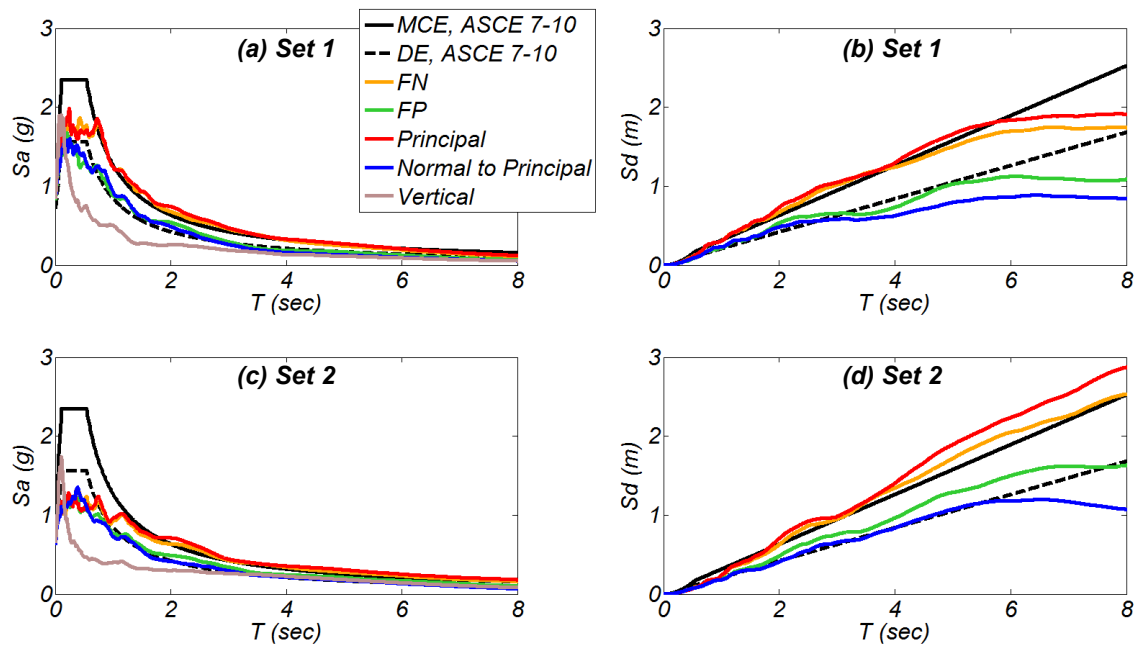 (a) Set 1
MCE, ASCE 7-10
DE, ASCE 7-10
FN
FP
Principal
Normal to Principal
Vertical
Sa (g)
3
2
1
0
0 2 4 6 8
T (sec)
(b) Set 1
Sd (m)
3
2
1
0
0 2 4 6 8
T (sec)
(c) Set 2
Sa (g)
3
2
1
0
0 2 4 6 8
T (sec)
(d) Set 2
Sd (m)
3
2
1
0
0 2 4 6 8
T (sec)